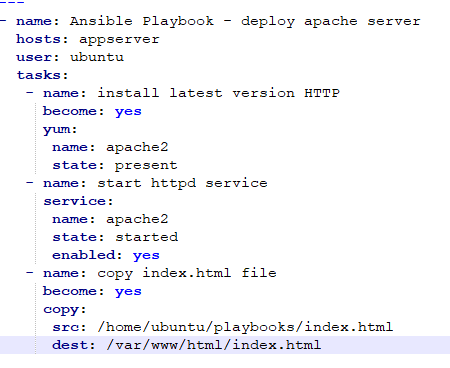 ---
- name: Ansible Playbook - deploy apache server
  hosts: appserver
  user: ubuntu
  tasks:
   - name: install latest version HTTP
     become: yes
     yum:
      name: apache2
      state: present
   - name: start httpd service
     service:
      name: apache2
      state: started
      enabled: yes
   - name: copy index.html file
     become: yes
     copy:
      src: /home/ubuntu/playbooks/index.html
      dest: /var/www/html/index.html